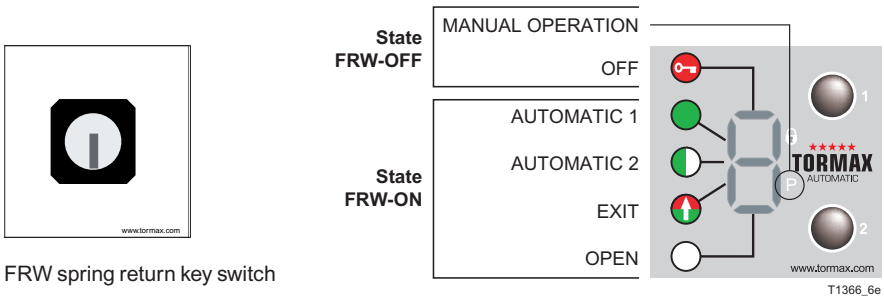 www.tormax.com
FRW spring return key switch
State
FRW-OFF
MANUAL OPERATION
OFF
State
FRW-ON
AUTOMATIC 1
AUTOMATIC 2
EXIT
OPEN
1
TORMAX
AUTOMATIC
P
2
www.tormax.com
T1366_6e